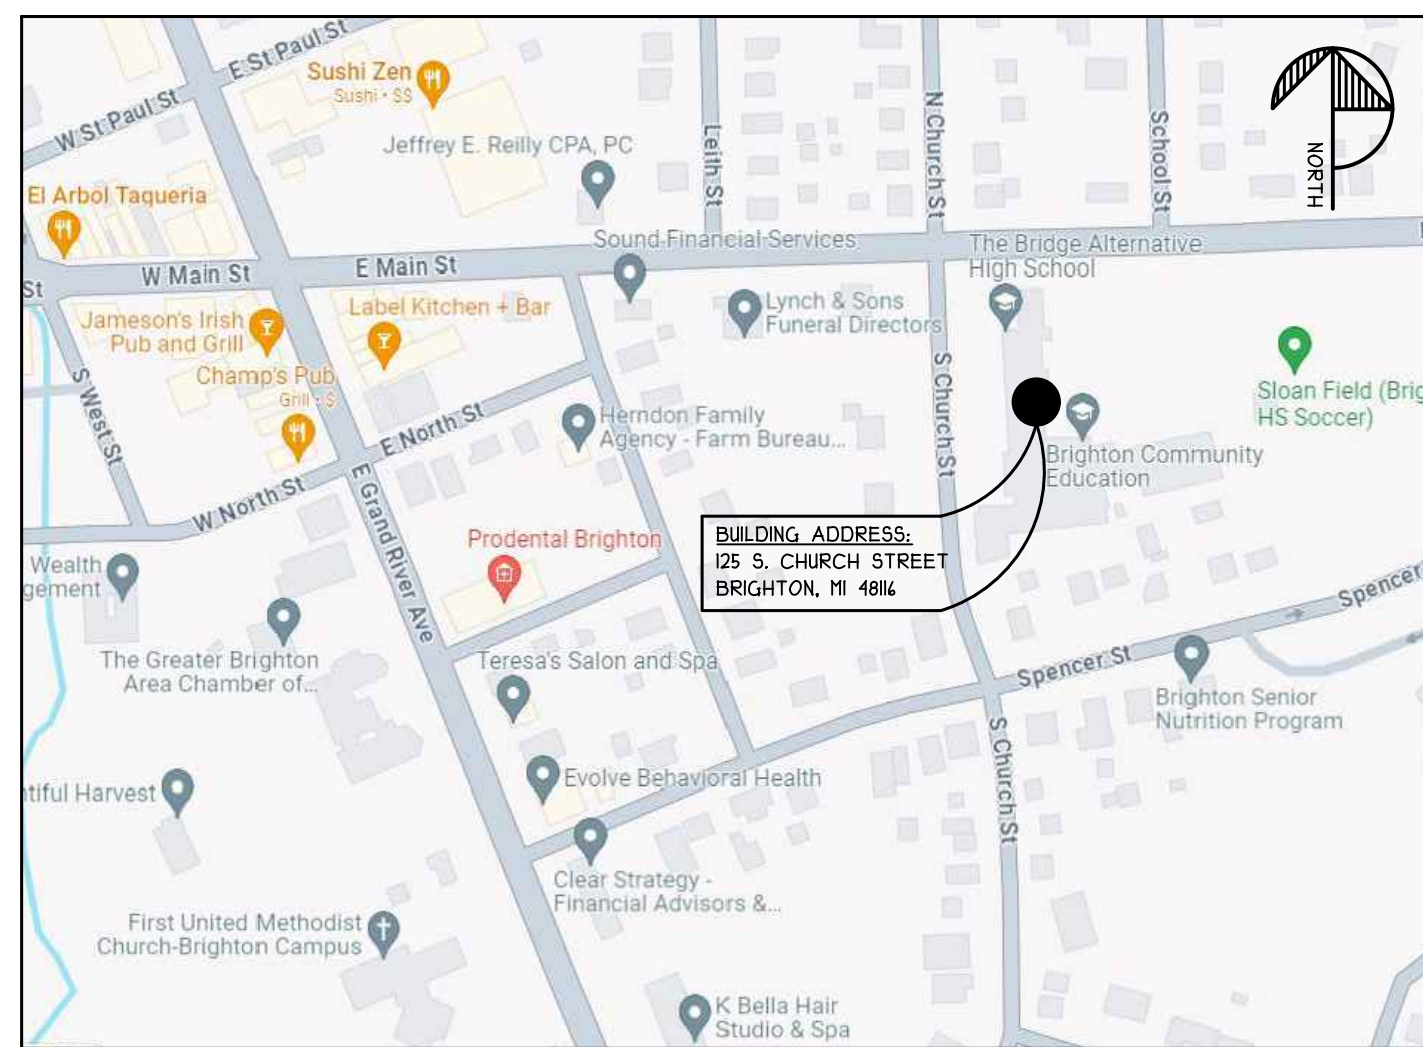 E St Paul St
Sushi Zen
Sushi • $$
W St Paul St
Jeffrey E. Reilly CPA, PC
Leith St
N Church St
School St
NORTH
El Arbol Taqueria
W Main St
E Main St
Sound Financial Services
The Bridge Alternative
High School
St
Jameson's Irish
Pub and Grill
Label Kitchen + Bar
Lynch & Sons
Funeral Directors
S Church St
Champ's Pub
Grill • $
S West St
E North St
Herndon Family
Agency - Farm Bureau...
Sloan Field (Brig
HS Soccer)
Brighton Community
Education
W North St
E Grand River Ave
Prodental Brighton
BUILDING ADDRESS:
125 S. CHURCH STREET
BRIGHTON, MI 48116
Wealth
gement
Spencer
The Greater Brighton
Area Chamber of...
Teresa's Salon and Spa
Spencer St
Brighton Senior
Nutrition Program
S Church St
Evolve Behavioral Health
tiful Harvest
Clear Strategy -
Financial Advisors &...
First United Methodist
Church-Brighton Campus
K Bella Hair
Studio & Spa